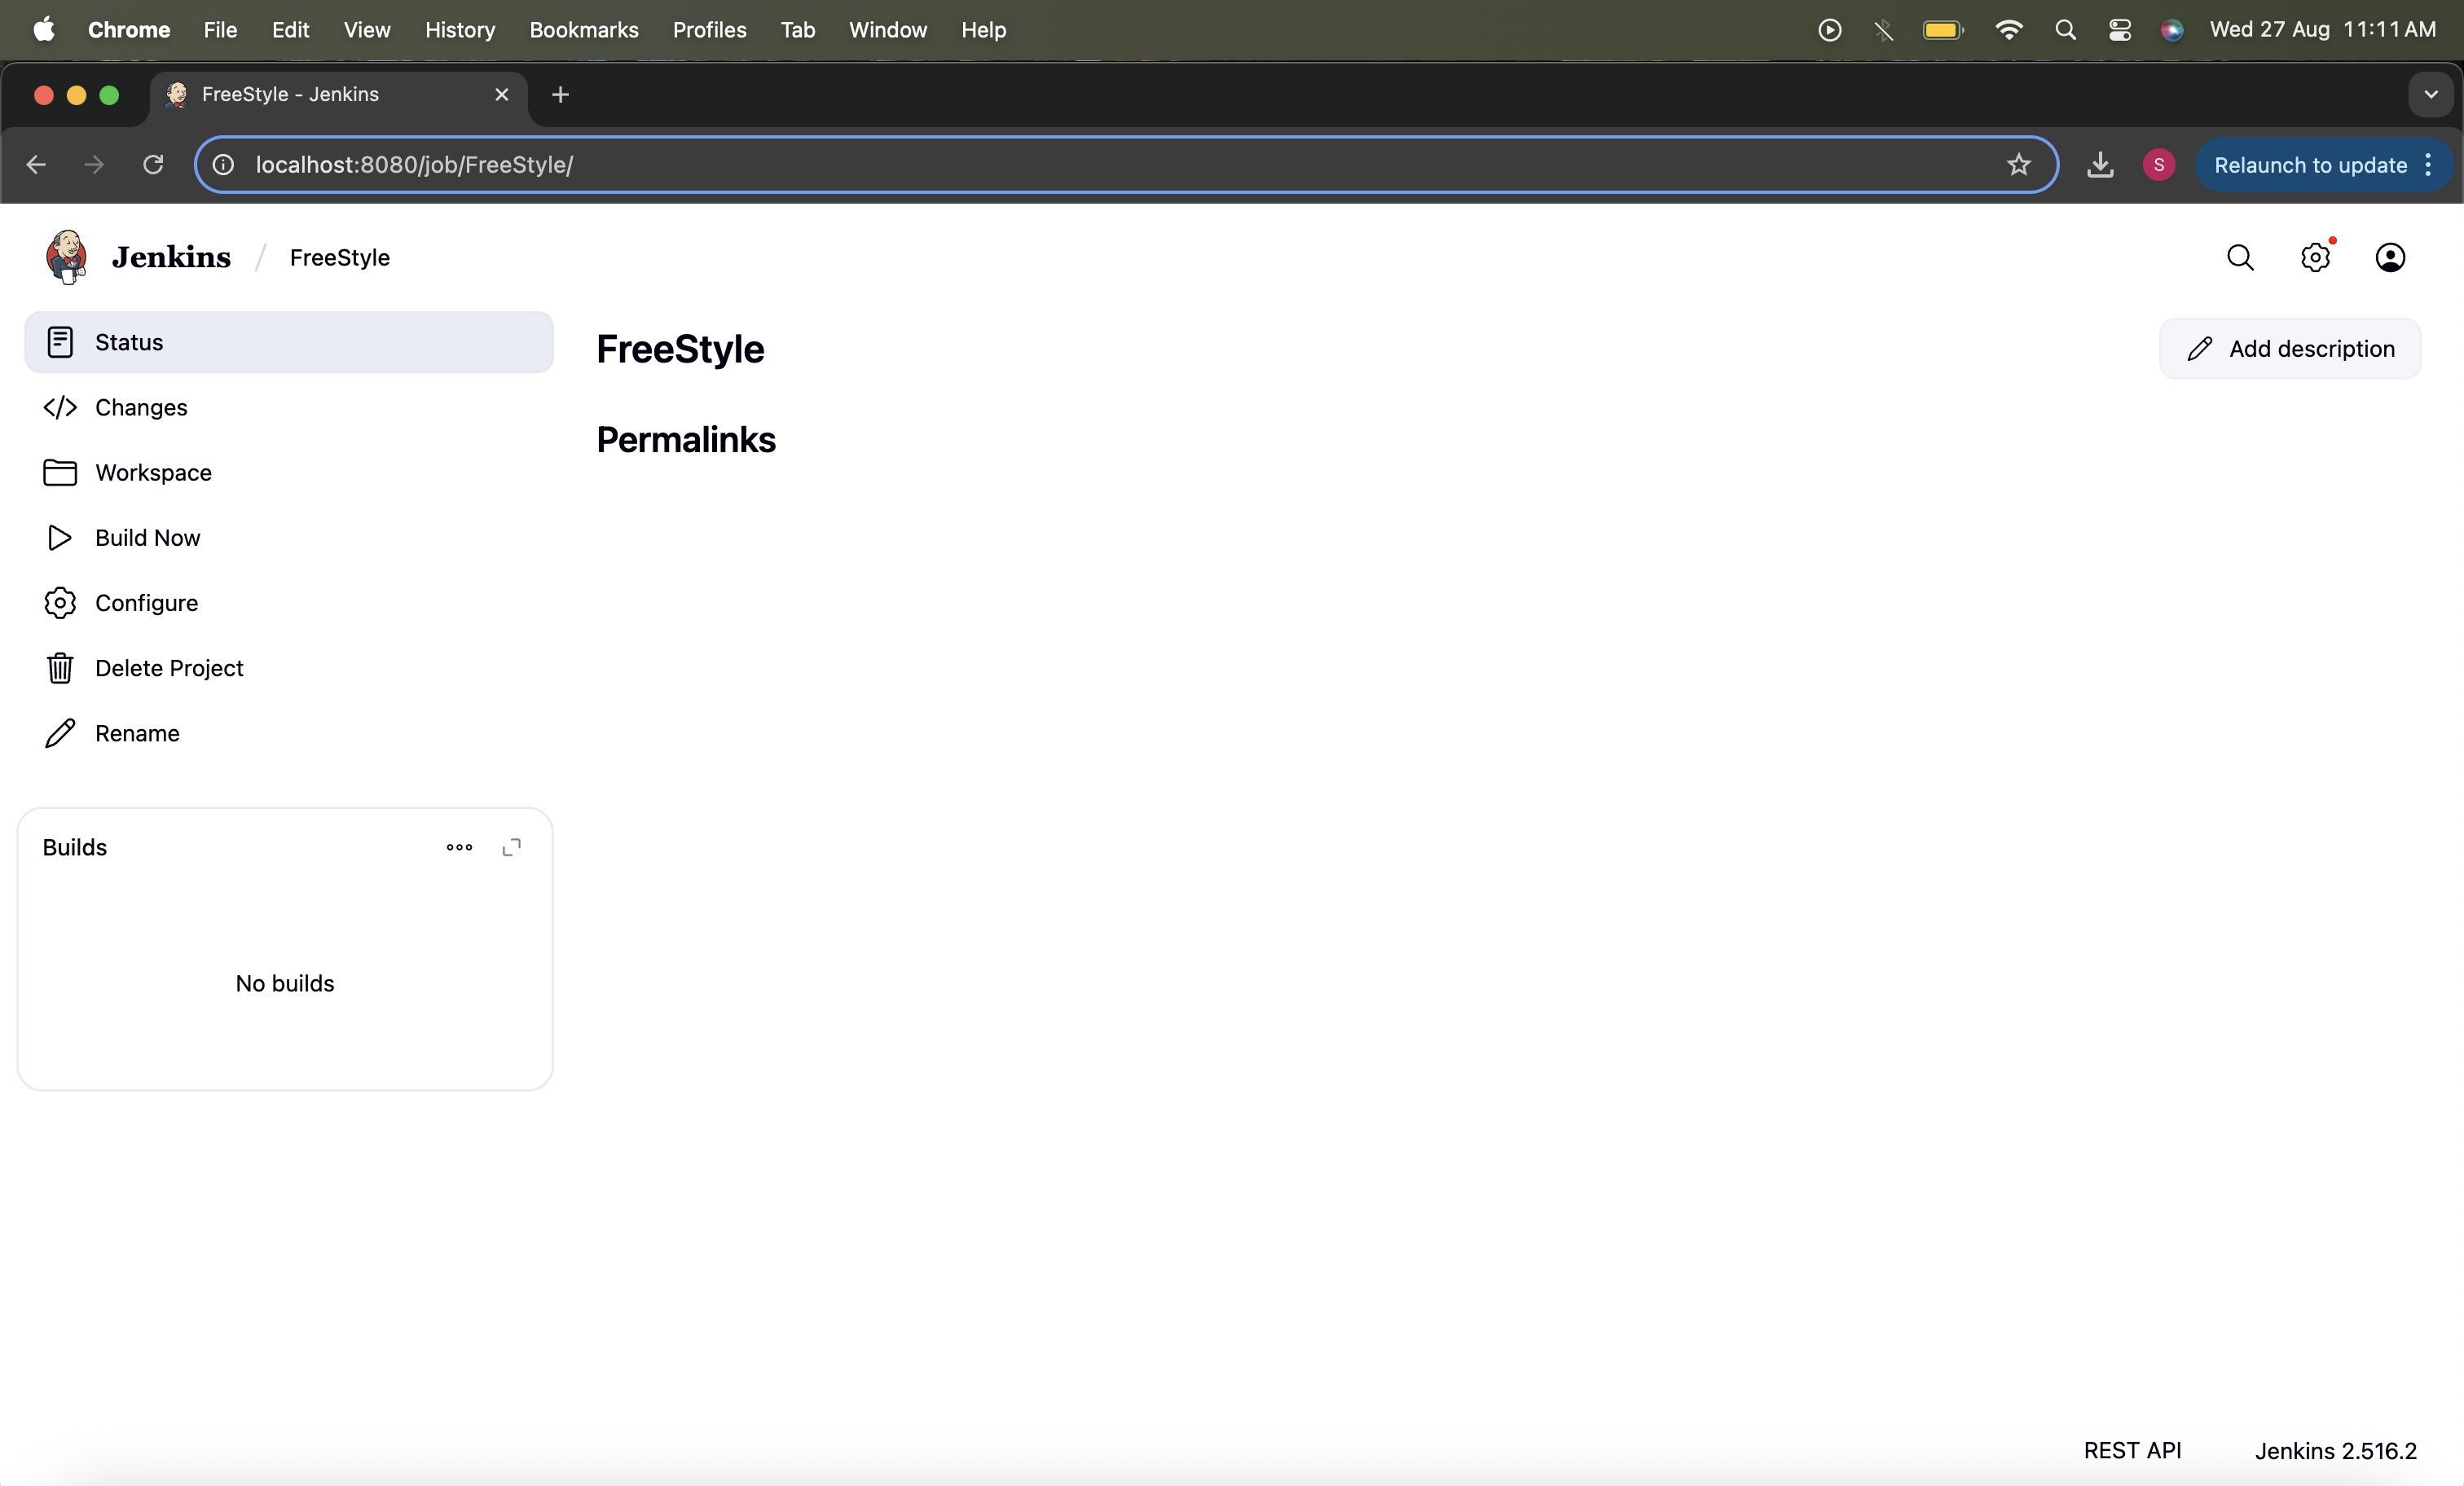 Chrome File Edit View History Bookmarks Profiles Tab Window Help Wed 27 Aug 11:11 AM
FreeStyle - Jenkins
localhost:8080/job/FreeStyle/ S Relaunch to update
Jenkins / FreeStyle
Status
Changes
Workspace
Build Now
Configure
Delete Project
Rename
Builds
No builds
FreeStyle
Add description
Permalinks
REST API Jenkins 2.516.2